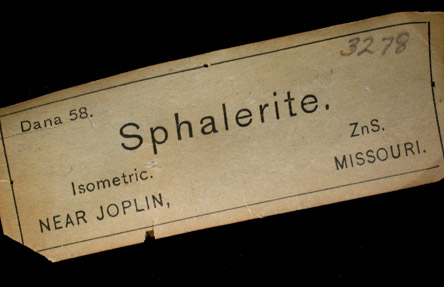 3278
Dana 58.
Sphalerite.
Isometric. ZnS.
NEAR JOPLIN, MISSOURI.